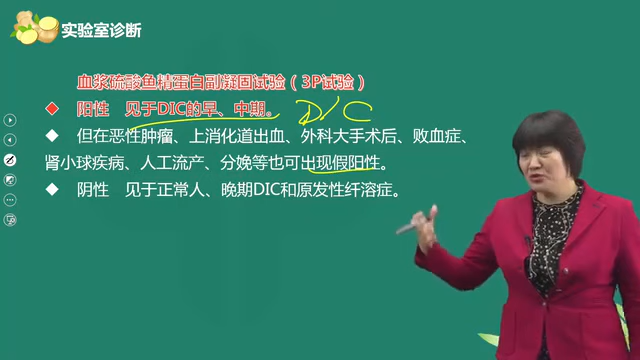 实验室诊断
血浆硫酸鱼精蛋白副凝固试验（3P试验）
阳性 见于DIC的早、中期。 DIC
但在恶性肿瘤、上消化道出血、外科大手术后、败血症、
肾小球疾病、人工流产、分娩等也可出现假阳性。
阴性 见于正常人、晚期DIC和原发性纤溶症。